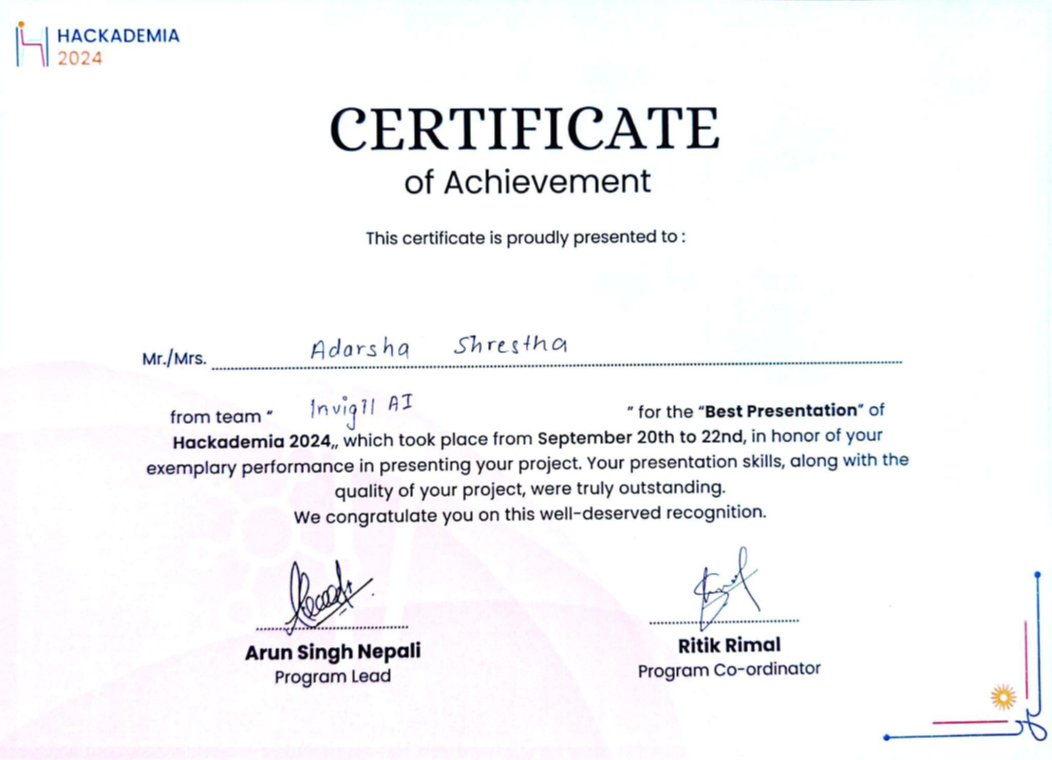 HACKADEMIA
2024
CERTIFICATE
of Achievement
This certificate is proudly presented to :
Mr./Mrs. Adarsha Shrestha
from team “ Invigil AI ” for the “Best Presentation” of
Hackademia 2024,, which took place from September 20th to 22nd, in honor of your
exemplary performance in presenting your project. Your presentation skills, along with the
quality of your project, were truly outstanding.
We congratulate you on this well-deserved recognition.
Arun Singh Nepali
Program Lead
Ritik Rimal
Program Co-ordinator